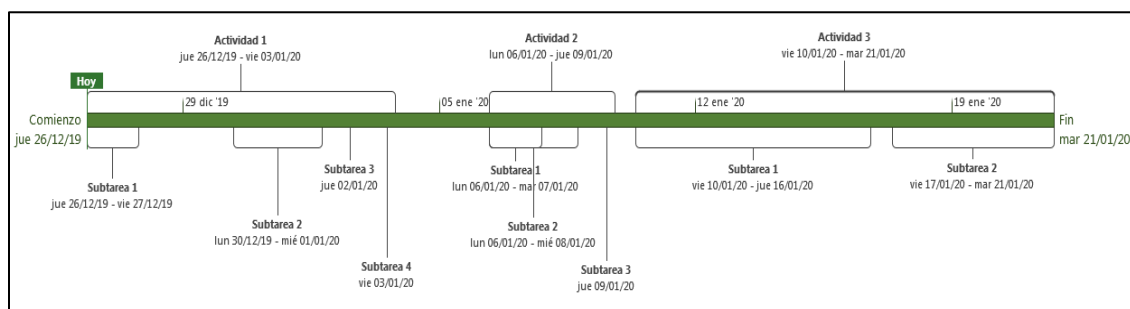 Actividad 1
jue 26/12/19 - vie 03/01/20
Actividad 2
lun 06/01/20 - jue 09/01/20
Actividad 3
vie 10/01/20 - mar 21/01/20
Hoy
29 dic '19
05 ene '20
12 ene '20
19 ene '20
Comienzo
jue 26/12/19
Fin
mar 21/01/20
Subtarea 1
jue 26/12/19 - vie 27/12/19
Subtarea 2
lun 30/12/19 - mié 01/01/20
Subtarea 3
jue 02/01/20
Subtarea 4
vie 03/01/20
Subtarea 1
lun 06/01/20 - mar 07/01/20
Subtarea 2
lun 06/01/20 - mié 08/01/20
Subtarea 3
jue 09/01/20
Subtarea 1
vie 10/01/20 - jue 16/01/20
Subtarea 2
vie 17/01/20 - mar 21/01/20